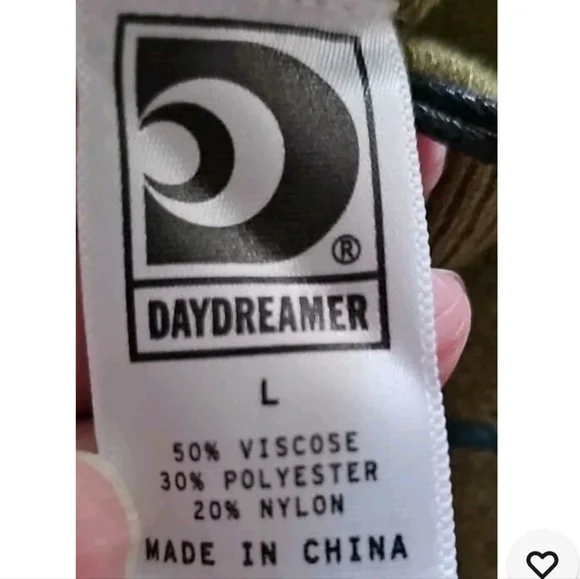 ®
DAYDREAMER
L
50% VISCOSE
30% POLYESTER
20% NYLON
MADE IN CHINA